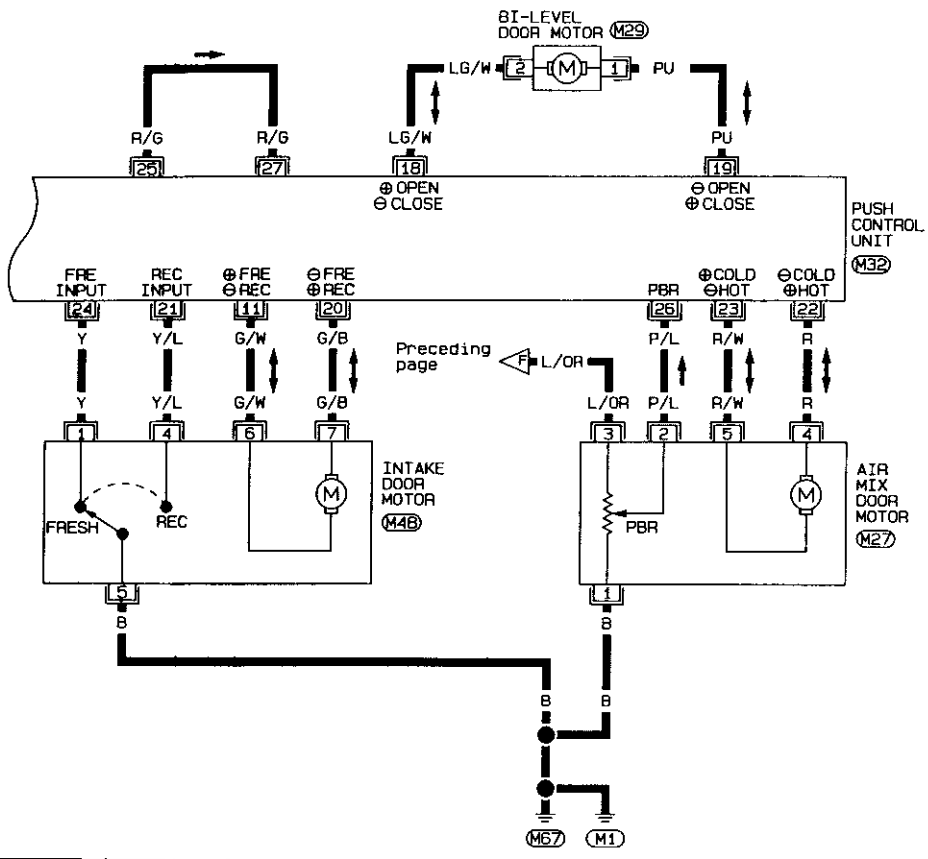 BI-LEVEL
DOOR MOTOR M29
LG/W 2 M 1 PU
R/G R/G LG/W PU
25 27 18 19
⊕ OPEN ⊖ OPEN
⊖ CLOSE ⊕ CLOSE
PUSH
CONTROL
UNIT
M32
FRE REC ⊕ FRE ⊖ FRE PBR ⊕ COLD ⊖ COLD
INPUT INPUT ⊖ REC ⊕ REC ⊖ HOT ⊕ HOT
24 21 11 20 26 23 22
Y Y/L G/W G/B P/L R/W R
Preceding
page
F L/OR
Y Y/L G/W G/B L/OR P/L R/W R
1 4 6 7 3 2 5 4
INTAKE
DOOR
MOTOR
M48
M
FRESH REC
AIR
MIX
DOOR
MOTOR
M27
M
PBR
5 1
B B
B B
M67 M1